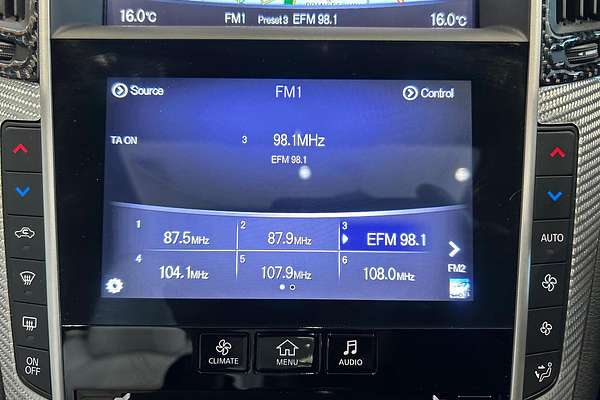 16.0°C FM1 Preset 3 EFM 98.1 16.0°C
Source FM1 Control
TA ON 3 98.1MHz
EFM 98.1
1 87.5MHz 2 87.9MHz 3 EFM 98.1
4 104.1MHz 5 107.9MHz 6 108.0MHz
FM2
AUTO
ON
OFF
CLIMATE MENU AUDIO